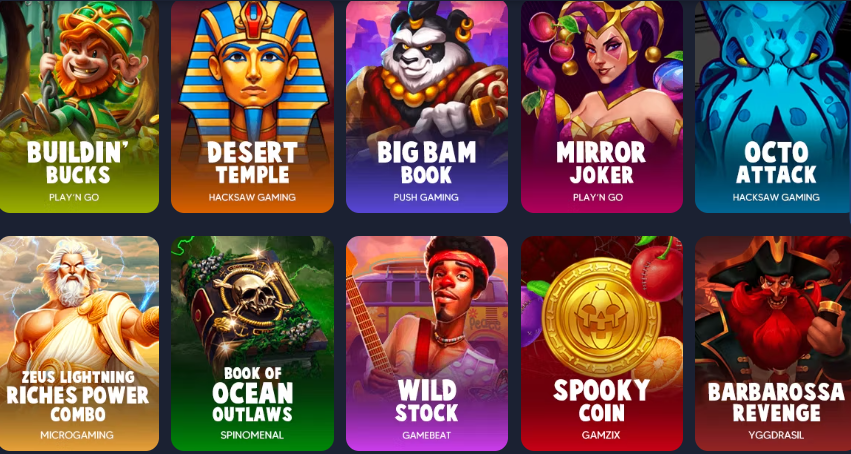 BUILDIN'
BUCKS
PLAY'N GO
DESERT
TEMPLE
HACKSAW GAMING
BIG BAM
BOOK
PUSH GAMING
MIRROR
JOKER
PLAY'N GO
OCTO
ATTACK
HACKSAW GAMING
ZEUS LIGHTNING
RICHES POWER
COMBO
MICROGAMING
BOOK OF
OCEAN
OUTLAWS
SPINOMENAL
WILD
STOCK
GAMEBEAT
SPOOKY
COIN
GAMZIX
BARBAROSSA
REVENGE
YGGDRASIL